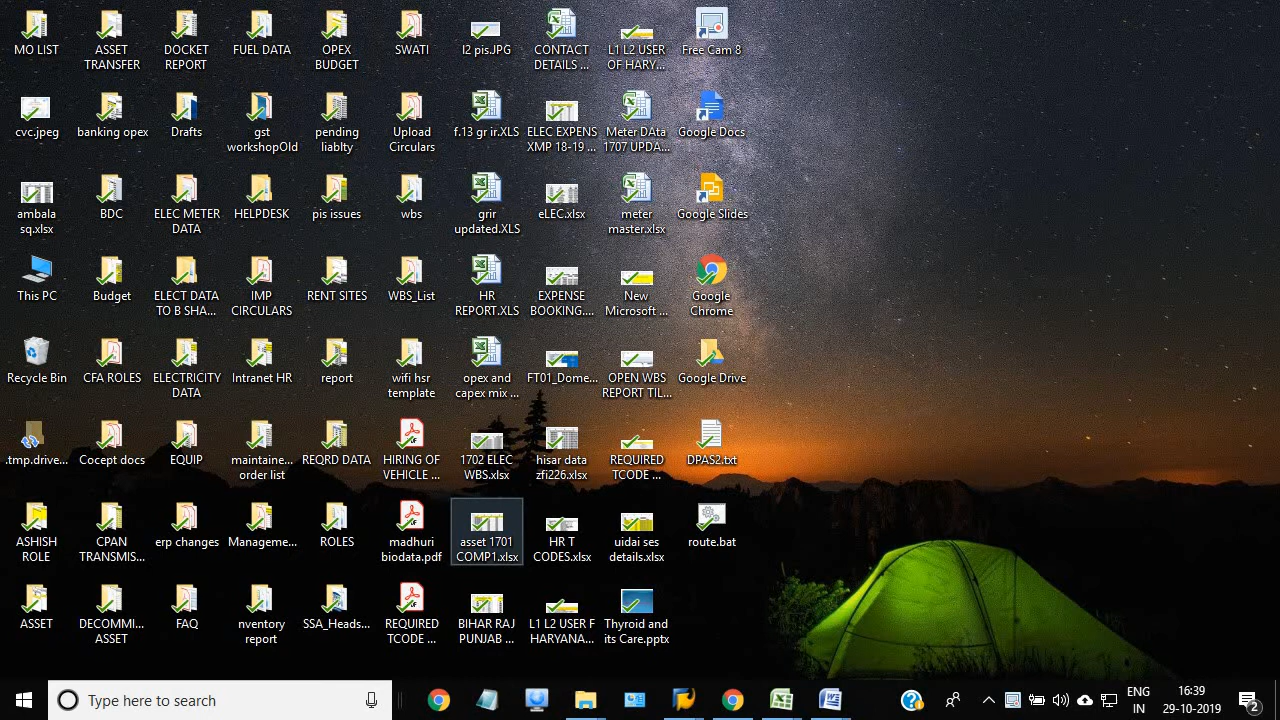 MO LIST
ASSET
TRANSFER
DOCKET
REPORT
FUEL DATA
OPEX
BUDGET
SWATI
l2 pis.JPG
CONTACT
DETAILS ...
L1 L2 USER
OF HARY...
Free Cam 8
cvc.jpeg
banking opex
Drafts
gst
workshopOld
pending
liablty
Upload
Circulars
f.13 gr ir.XLS
ELEC EXPENS
XMP 18-19 ...
Meter DAta
1707 UPDA...
Google Docs
ambala
sq.xlsx
BDC
ELEC METER
DATA
HELPDESK
pis issues
wbs
grir
updated.XLS
eLEC.xlsx
meter
master.xlsx
Google Slides
This PC
Budget
ELECT DATA
TO B SHA...
IMP
CIRCULARS
RENT SITES
WBS_List
HR
REPORT.XLS
EXPENSE
BOOKING....
New
Microsoft ...
Google
Chrome
Recycle Bin
CFA ROLES
ELECTRICITY
DATA
Intranet HR
report
wifi hsr
template
opex and
capex mix ...
FT01_Dome...
OPEN WBS
REPORT TIL...
Google Drive
.tmp.drive...
Cocept docs
EQUIP
maintaine...
order list
REQRD DATA
HIRING OF
VEHICLE ...
1702 ELEC
WBS.xlsx
hisar data
zfi226.xlsx
REQUIRED
TCODE ...
DPAS2.txt
ASHISH
ROLE
CPAN
TRANSMIS...
erp changes
Manageme...
ROLES
madhuri
biodata.pdf
asset 1701
COMP1.xlsx
HR T
CODES.xlsx
uidai ses
details.xlsx
route.bat
ASSET
DECOMMI...
ASSET
FAQ
nventory
report
SSA_Heads...
REQUIRED
TCODE ...
BIHAR RAJ
PUNJAB ...
L1 L2 USER F
HARYANA...
Thyroid and
its Care.pptx
Type here to search
ENG
IN
18:39
29-10-2019
2